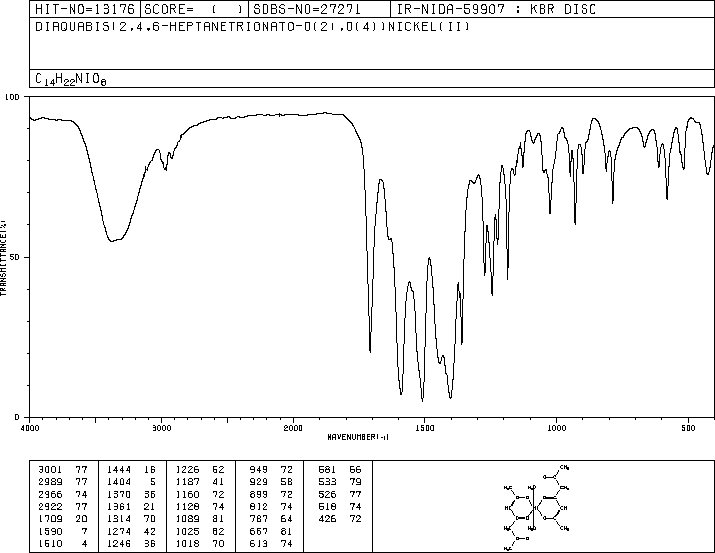 HIT-NO=13176 SCORE= ( ) SDBS-NO=27271 IR-NIDA-59907 : KBR DISC
DIAQUABIS(2,4,6-HEPTANETRIONATO-O(2),O(4))NICKEL(II)
C14H22NIO8
100
50
0
TRANSMITTANCE(%)
4000 3000 2000 1500 1000 500
WAVENUMBER(-1)
3001 77 1444 16 1226 52 949 72 581 66
2989 77 1404 5 1187 41 929 58 533 79
2966 74 1370 36 1160 72 899 72 526 77
2922 77 1361 21 1128 74 812 74 518 74
1709 20 1314 70 1089 81 787 64 426 72
1590 7 1274 42 1025 62 667 81
1510 4 1246 36 1018 70 613 74